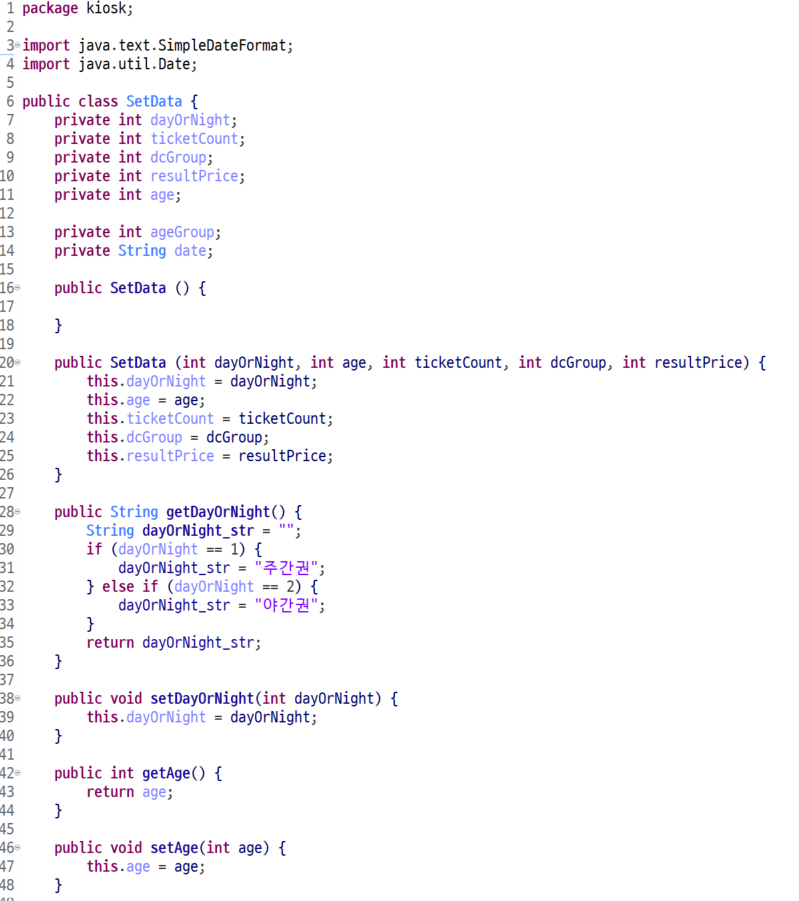 1 package kiosk;
2
3 import java.text.SimpleDateFormat;
4 import java.util.Date;
5
6 public class SetData {
7     private int dayOrNight;
8     private int ticketCount;
9     private int dcGroup;
10     private int resultPrice;
11     private int age;
12
13     private int ageGroup;
14     private String date;
15
16     public SetData () {
17
18     }
19
20     public SetData (int dayOrNight, int age, int ticketCount, int dcGroup, int resultPrice) {
21         this.dayOrNight = dayOrNight;
22         this.age = age;
23         this.ticketCount = ticketCount;
24         this.dcGroup = dcGroup;
25         this.resultPrice = resultPrice;
26     }
27
28     public String getDayOrNight() {
29         String dayOrNight_str = "";
30         if (dayOrNight == 1) {
31             dayOrNight_str = "주간권";
32         } else if (dayOrNight == 2) {
33             dayOrNight_str = "야간권";
34         }
35         return dayOrNight_str;
36     }
37
38     public void setDayOrNight(int dayOrNight) {
39         this.dayOrNight = dayOrNight;
40     }
41
42     public int getAge() {
43         return age;
44     }
45
46     public void setAge(int age) {
47         this.age = age;
48     }